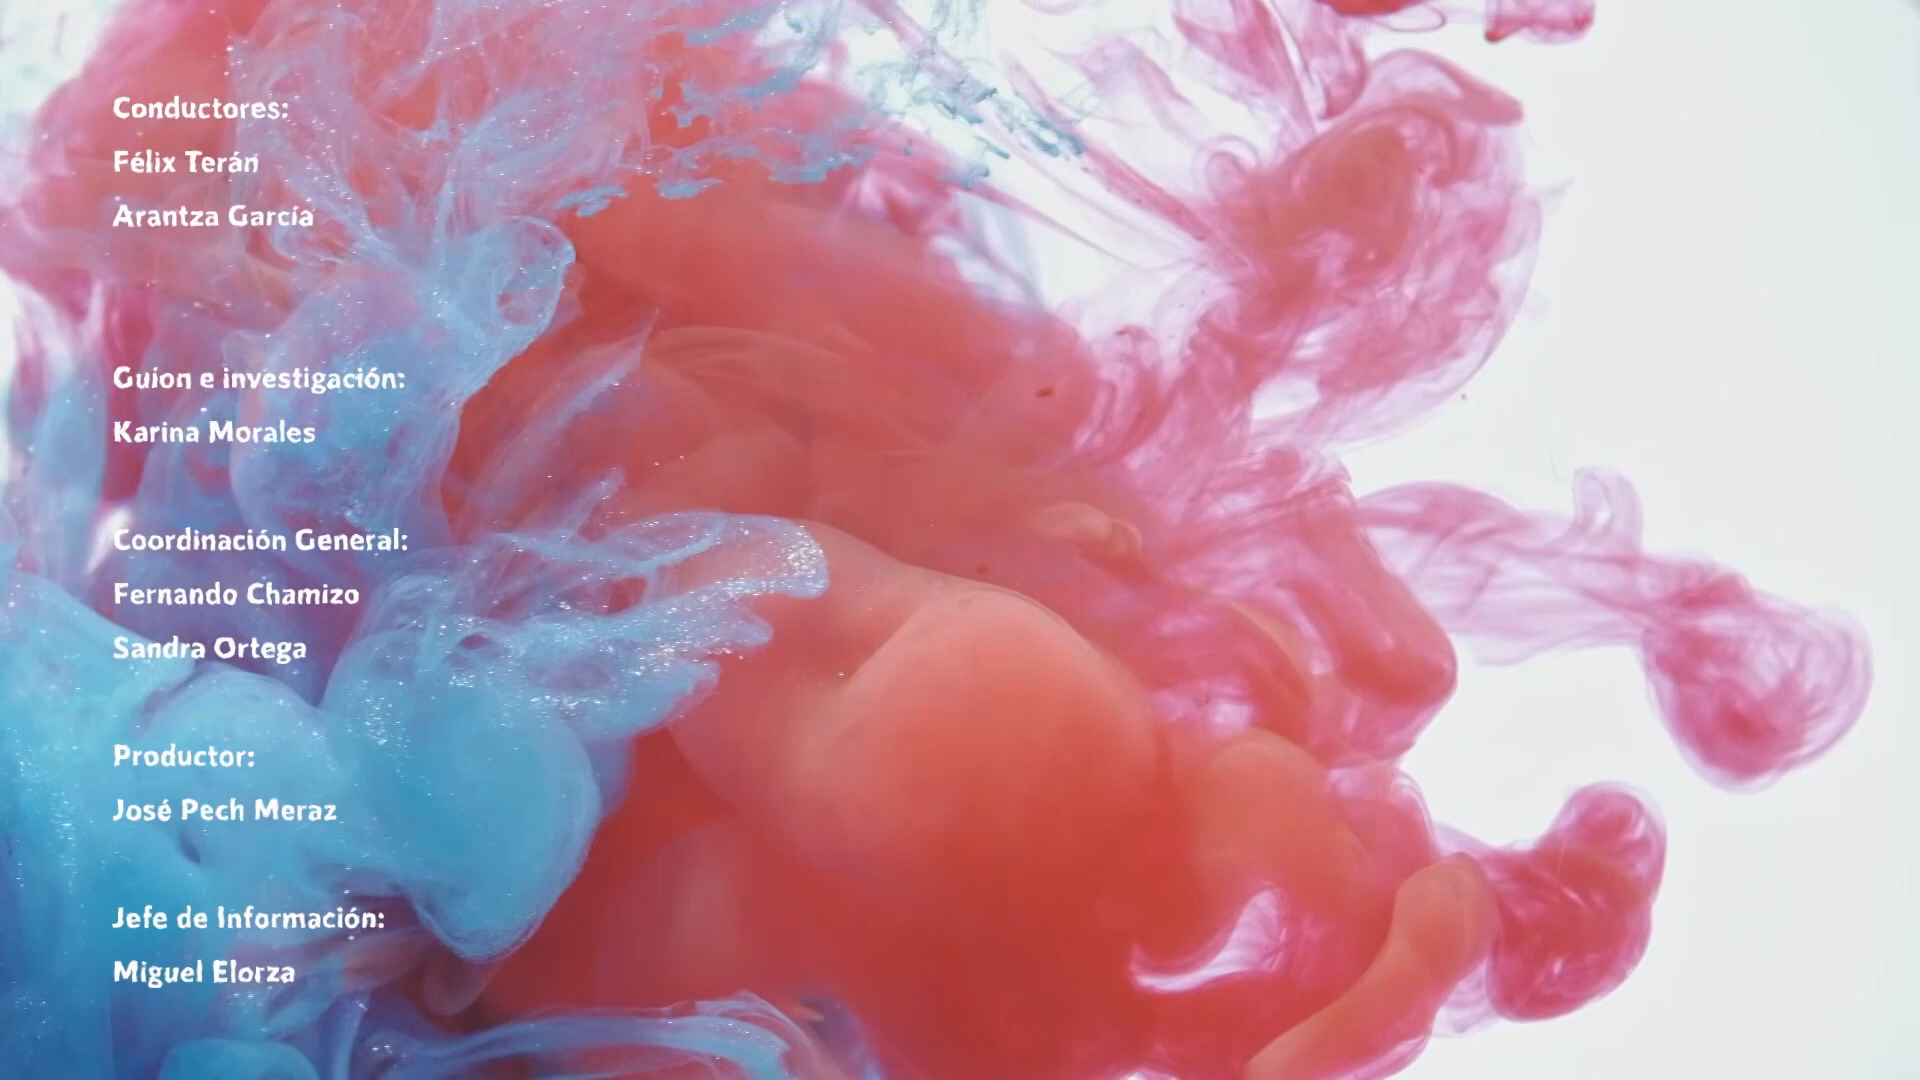 Conductores:
Félix Terán
Arantza García
Guion e investigación:
Karina Morales
Coordinación General:
Fernando Chamizo
Sandra Ortega
Productor:
José Pech Meraz
Jefe de Información:
Miguel Elorza